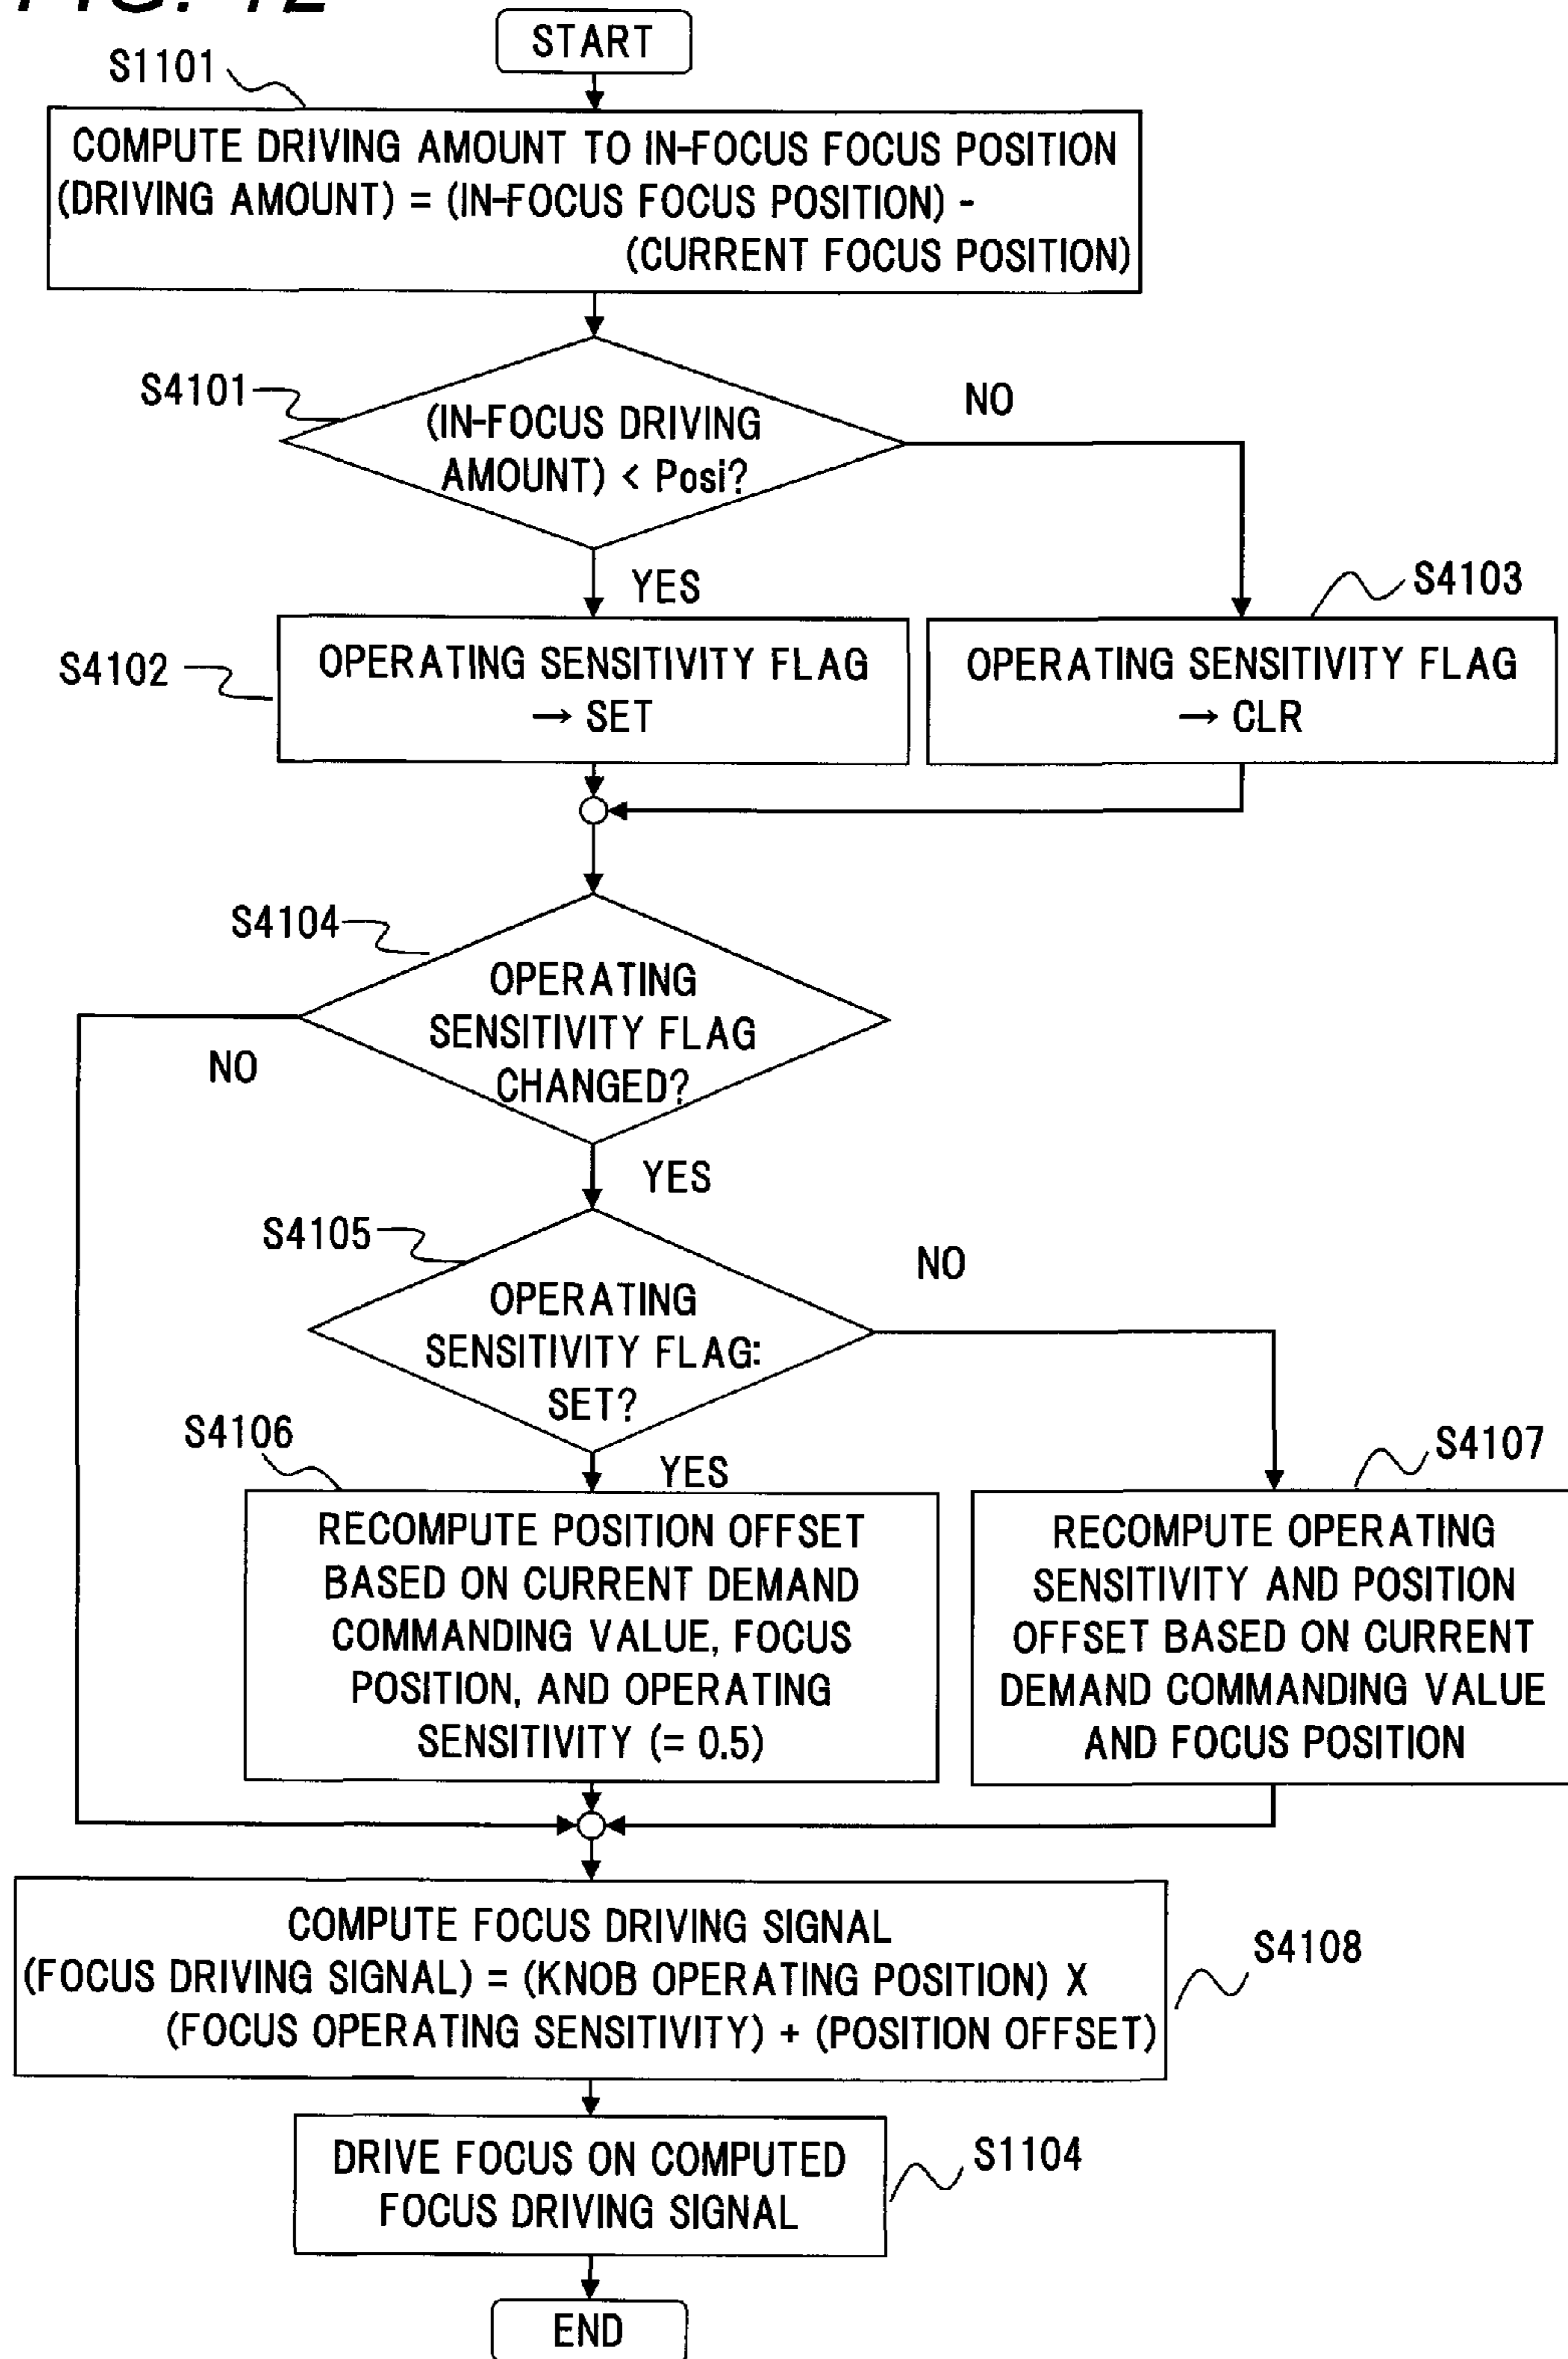 FIG. 12
START
S1101
COMPUTE DRIVING AMOUNT TO IN-FOCUS FOCUS POSITION
(DRIVING AMOUNT) = (IN-FOCUS FOCUS POSITION) -
(CURRENT FOCUS POSITION)
S4101
(IN-FOCUS DRIVING
AMOUNT) < Posi?
NO
YES
S4102
OPERATING SENSITIVITY FLAG
→ SET
S4103
OPERATING SENSITIVITY FLAG
→ CLR
S4104
OPERATING
SENSITIVITY FLAG
CHANGED?
NO
YES
S4105
OPERATING
SENSITIVITY FLAG:
SET?
NO
YES
S4106
RECOMPUTE POSITION OFFSET
BASED ON CURRENT DEMAND
COMMANDING VALUE, FOCUS
POSITION, AND OPERATING
SENSITIVITY (= 0.5)
S4107
RECOMPUTE OPERATING
SENSITIVITY AND POSITION
OFFSET BASED ON CURRENT
DEMAND COMMANDING VALUE
AND FOCUS POSITION
COMPUTE FOCUS DRIVING SIGNAL
(FOCUS DRIVING SIGNAL) = (KNOB OPERATING POSITION) X
(FOCUS OPERATING SENSITIVITY) + (POSITION OFFSET)
S4108
DRIVE FOCUS ON COMPUTED
FOCUS DRIVING SIGNAL
S1104
END